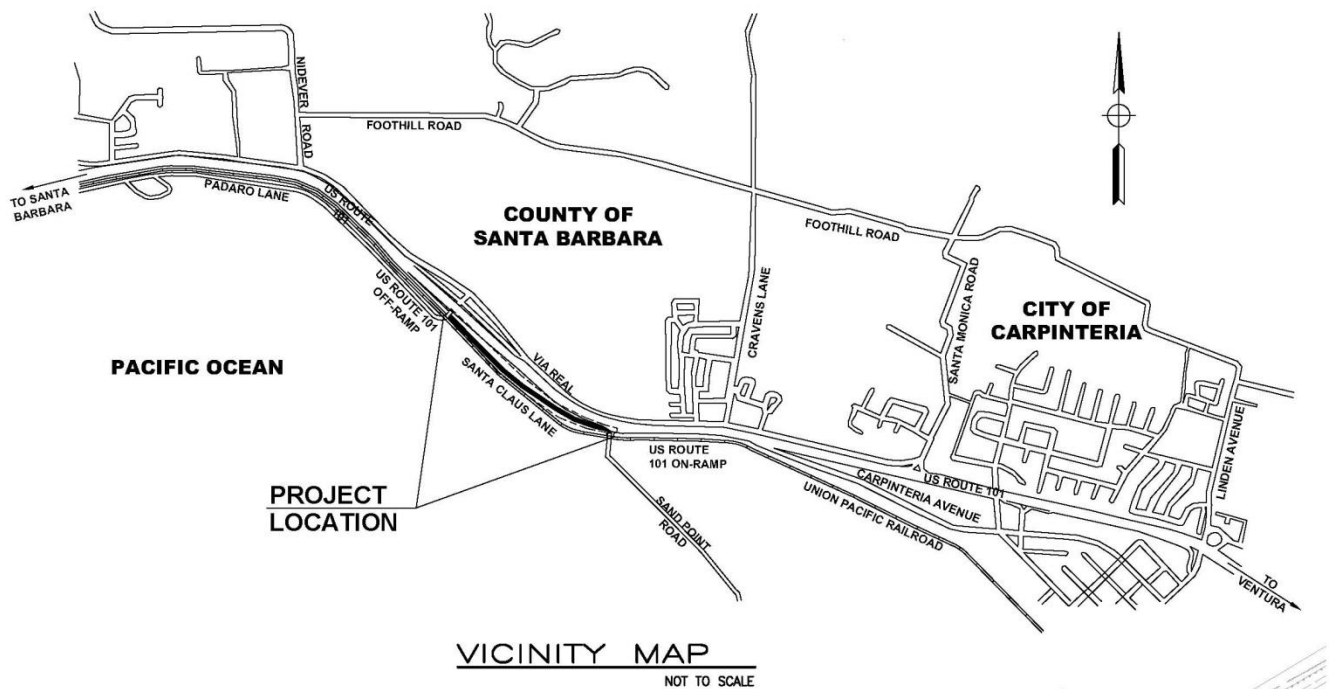 NIDEVER
ROAD
FOOTHILL ROAD
TO SANTA
BARBARA
PADARO LANE
US ROUTE
101
COUNTY OF
SANTA BARBARA
FOOTHILL ROAD
US ROUTE 101
OFF-RAMP
CRAVENS LANE
SANTA MONICA ROAD
CITY OF
CARPINTERIA
PACIFIC OCEAN
VIA REAL
SANTA CLAUS LANE
LINDEN AVENUE
US ROUTE
101 ON-RAMP
US ROUTE 101
CARPINTERIA AVENUE
UNION PACIFIC RAILROAD
PROJECT
LOCATION
SAND POINT
ROAD
TO
VENTURA
VICINITY MAP
NOT TO SCALE